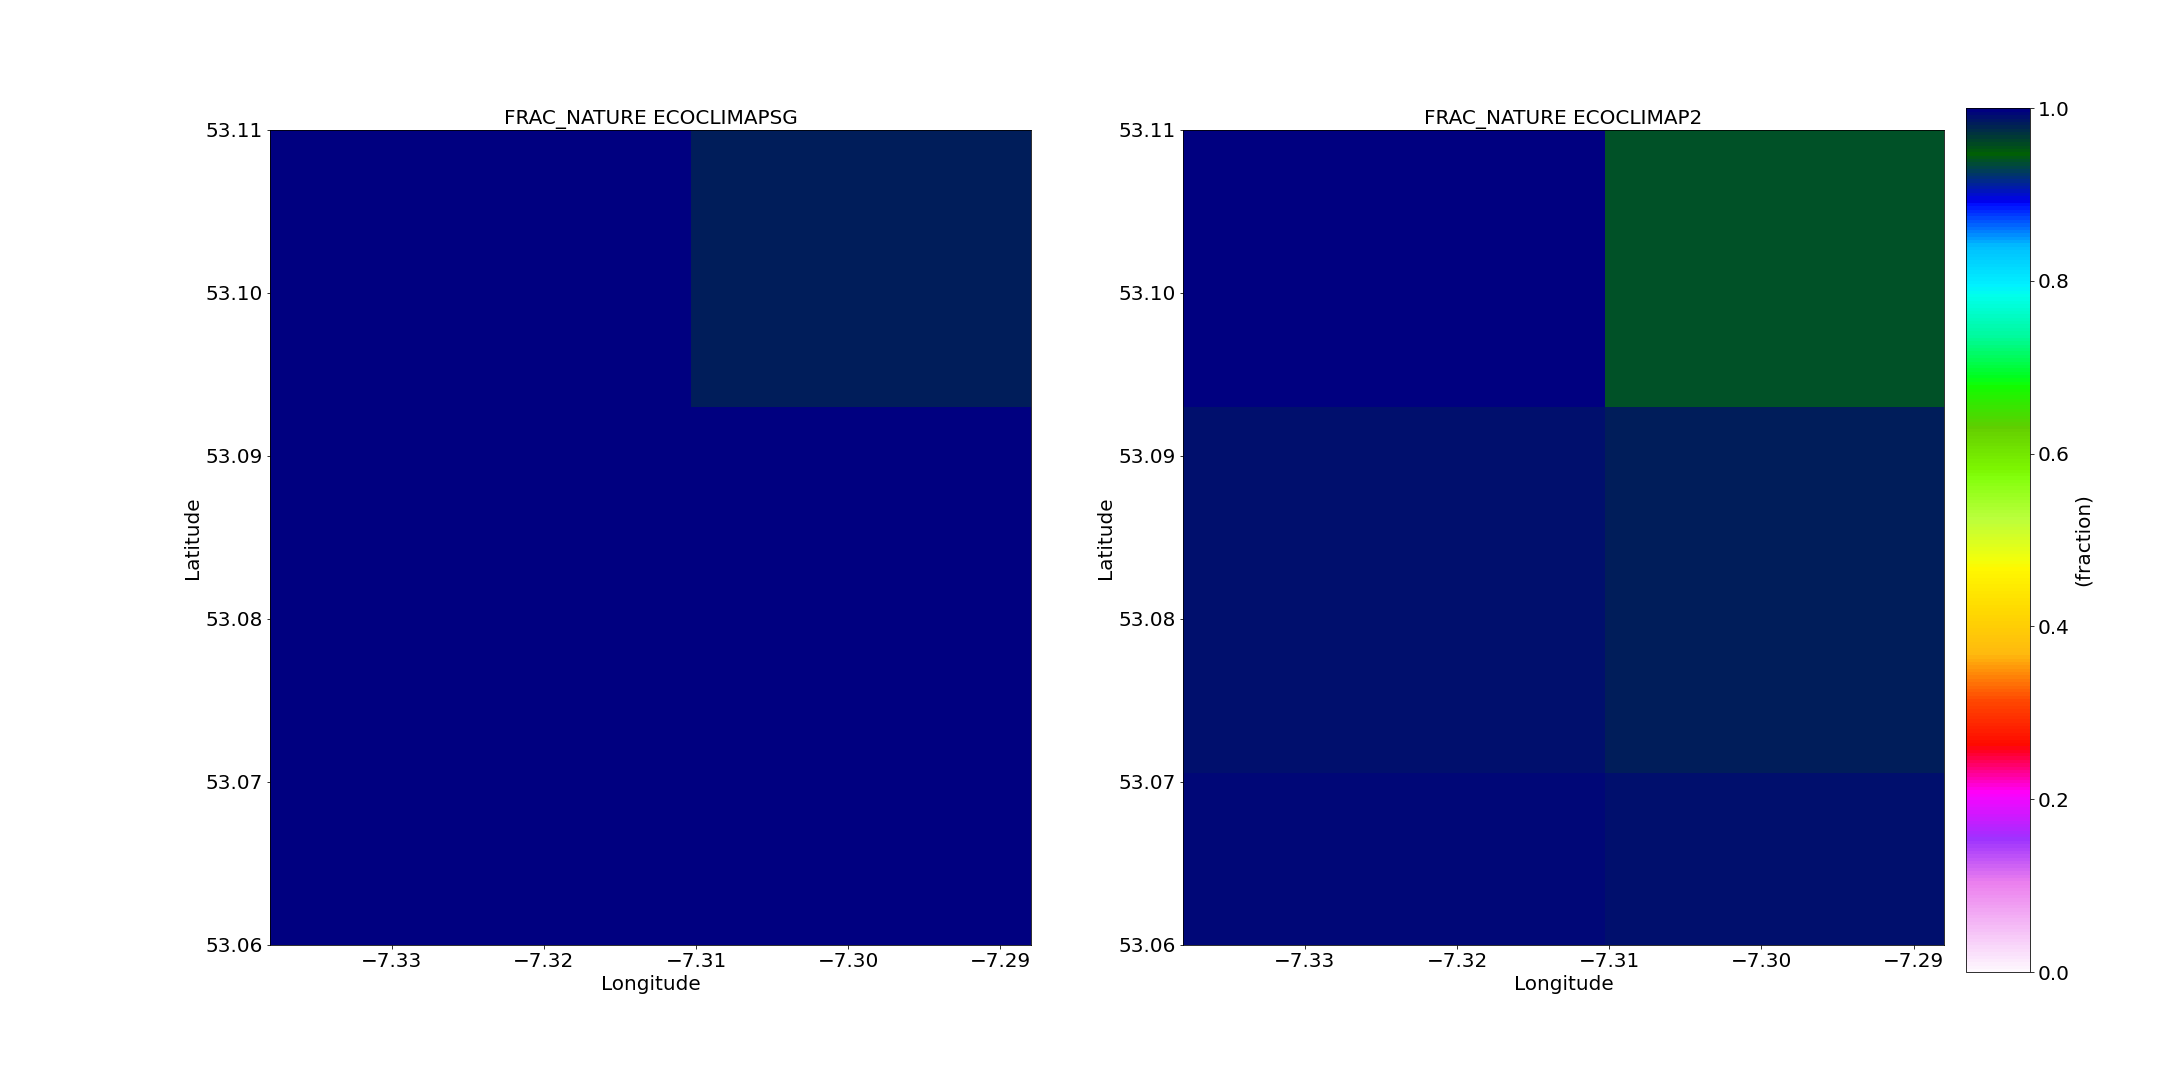 FRAC_NATURE ECOCLIMAPSG
53.11
53.10
53.09
53.08
53.07
53.06
Latitude
−7.33 −7.32 −7.31 −7.30 −7.29
Longitude
FRAC_NATURE ECOCLIMAP2
53.11
53.10
53.09
53.08
53.07
53.06
Latitude
−7.33 −7.32 −7.31 −7.30 −7.29
Longitude
1.0
0.8
0.6
0.4
0.2
0.0
(fraction)